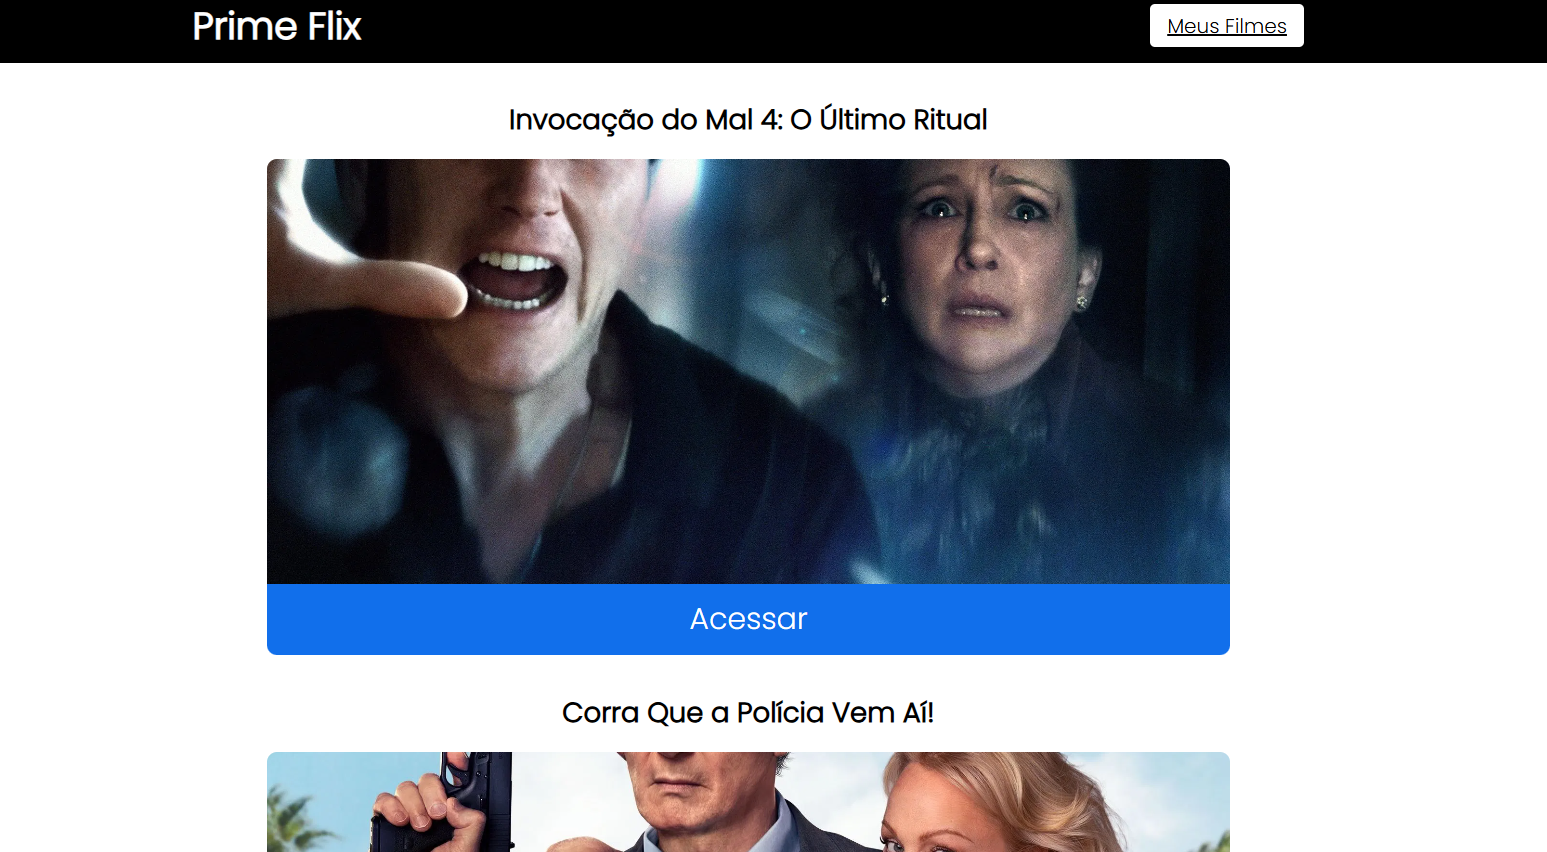 Prime Flix
Meus Filmes
Invocação do Mal 4: O Último Ritual
Acessar
Corra Que a Polícia Vem Aí!